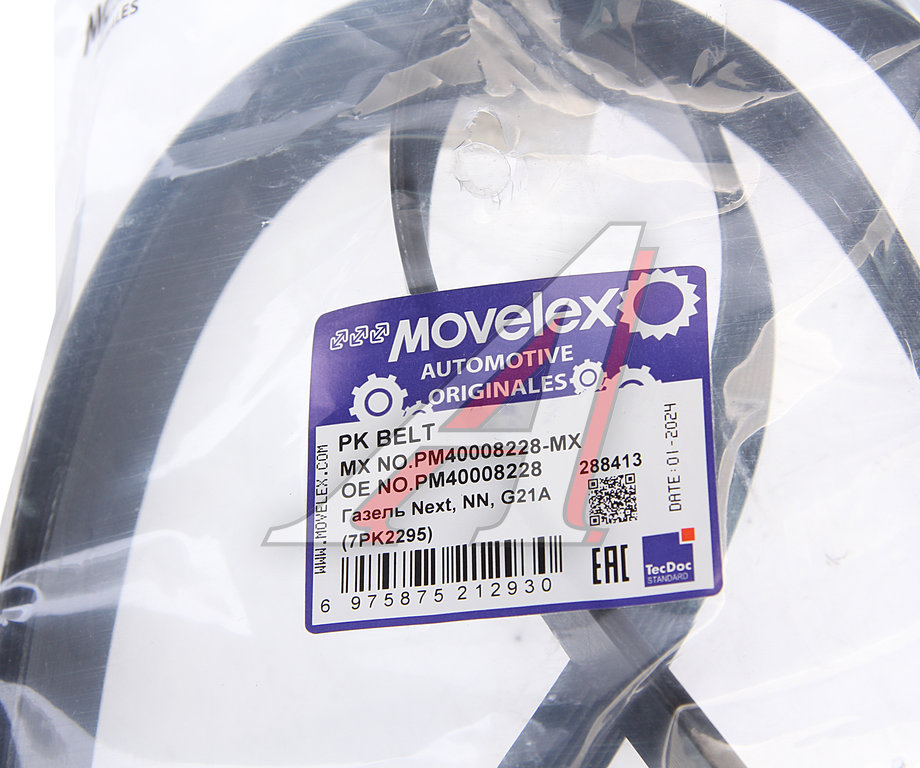 MOVELEX
AUTOMOTIVE
ORIGINALES
PK BELT
MX NO.PM40008228-MX
OE NO.PM40008228
Газель Next, NN, G21A
(7PK2295)
288413
DATE:01-2024
WWW.MOVELEX.COM
6 975875 212930
EAC
TecDoc
STANDARD